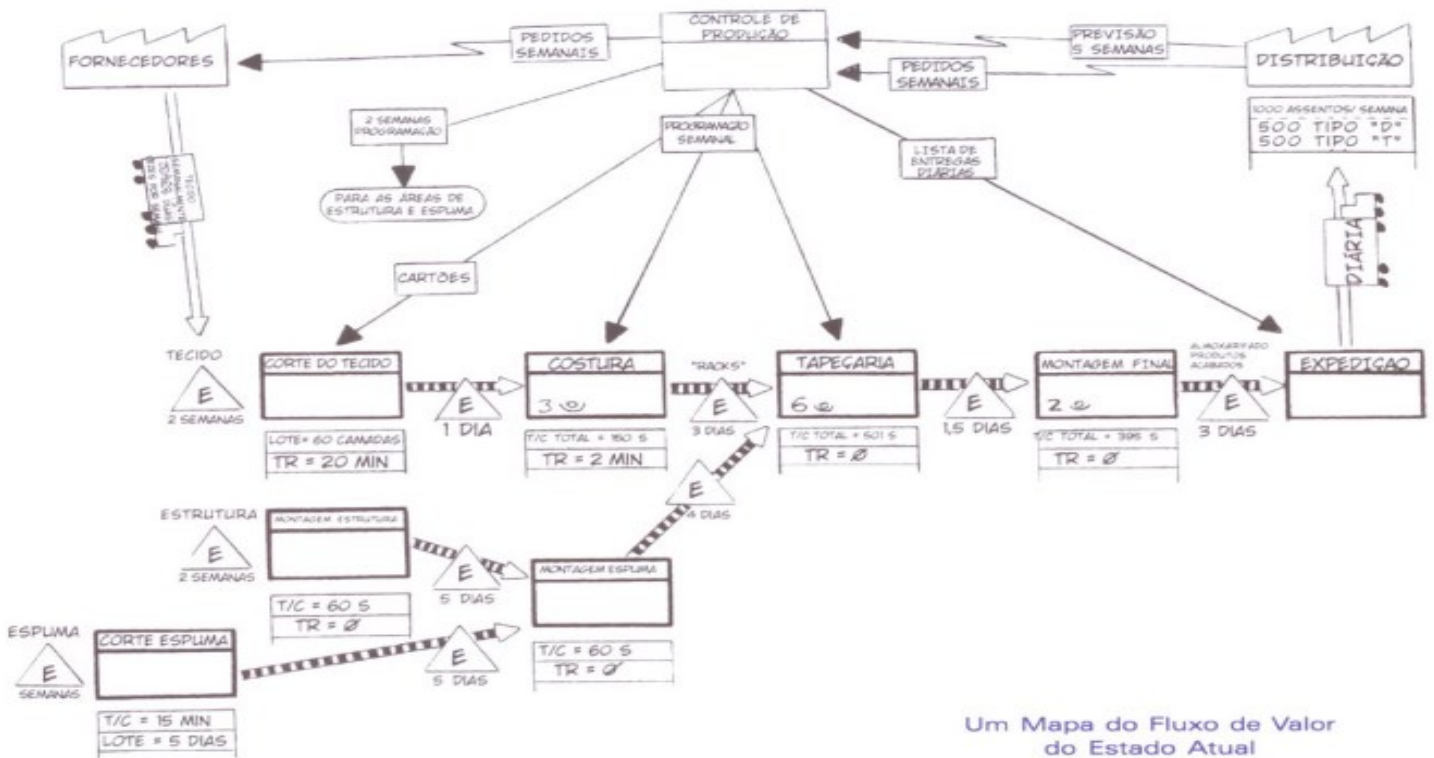 FORNECEDORES
PEDIDOS
SEMANAIS
CONTROLE DE
PRODUÇÃO
PREVISÃO
5 SEMANAS
PEDIDOS
SEMANAIS
DISTRIBUIÇÃO
1000 ASSENTOS/ SEMANA
500 TIPO "D"
500 TIPO "T"
2 SEMANAS
PROGRAMAÇÃO
PROGRAMAÇÃO
SEMANAL
LISTA DE
ENTREGAS
DIÁRIAS
PARA AS ÁREAS DE
ESTRUTURA E ESPUMA
TECIDO
DIÁRIA
CARTÕES
TECIDO
E
2 SEMANAS
CORTE DO TECIDO
LOTE= 60 CAMADAS
TR = 20 MIN
E
1 DIA
COSTURA
3
T/C TOTAL = 150 S
TR = 2 MIN
"RACKS"
E
3 DIAS
TAPEÇARIA
6
T/C TOTAL = 501 S
TR = Ø
E
1,5 DIAS
MONTAGEM FINAL
2
T/C TOTAL = 395 S
TR = Ø
ALMOXARIFADO
PRODUTOS
ACABADOS
E
3 DIAS
EXPEDIÇÃO
ESTRUTURA
E
2 SEMANAS
MONTAGEM ESTRUTURA
T/C = 60 S
TR = Ø
E
5 DIAS
E
4 DIAS
MONTAGEM ESPUMA
T/C = 60 S
TR = Ø
ESPUMA
E
SEMANAS
CORTE ESPUMA
T/C = 15 MIN
LOTE = 5 DIAS
E
5 DIAS
Um Mapa do Fluxo de Valor
do Estado Atual